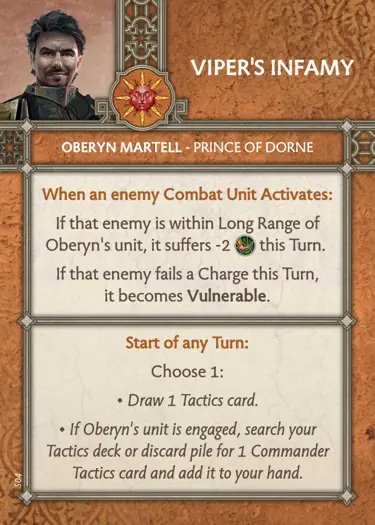 VIPER'S INFAMY
OBERYN MARTELL - PRINCE OF DORNE
When an enemy Combat Unit Activates:
If that enemy is within Long Range of
Oberyn's unit, it suffers -2 this Turn.
If that enemy fails a Charge this Turn,
it becomes Vulnerable.
Start of any Turn:
Choose 1:
• Draw 1 Tactics card.
• If Oberyn's unit is engaged, search your
Tactics deck or discard pile for 1 Commander
Tactics card and add it to your hand.
S04